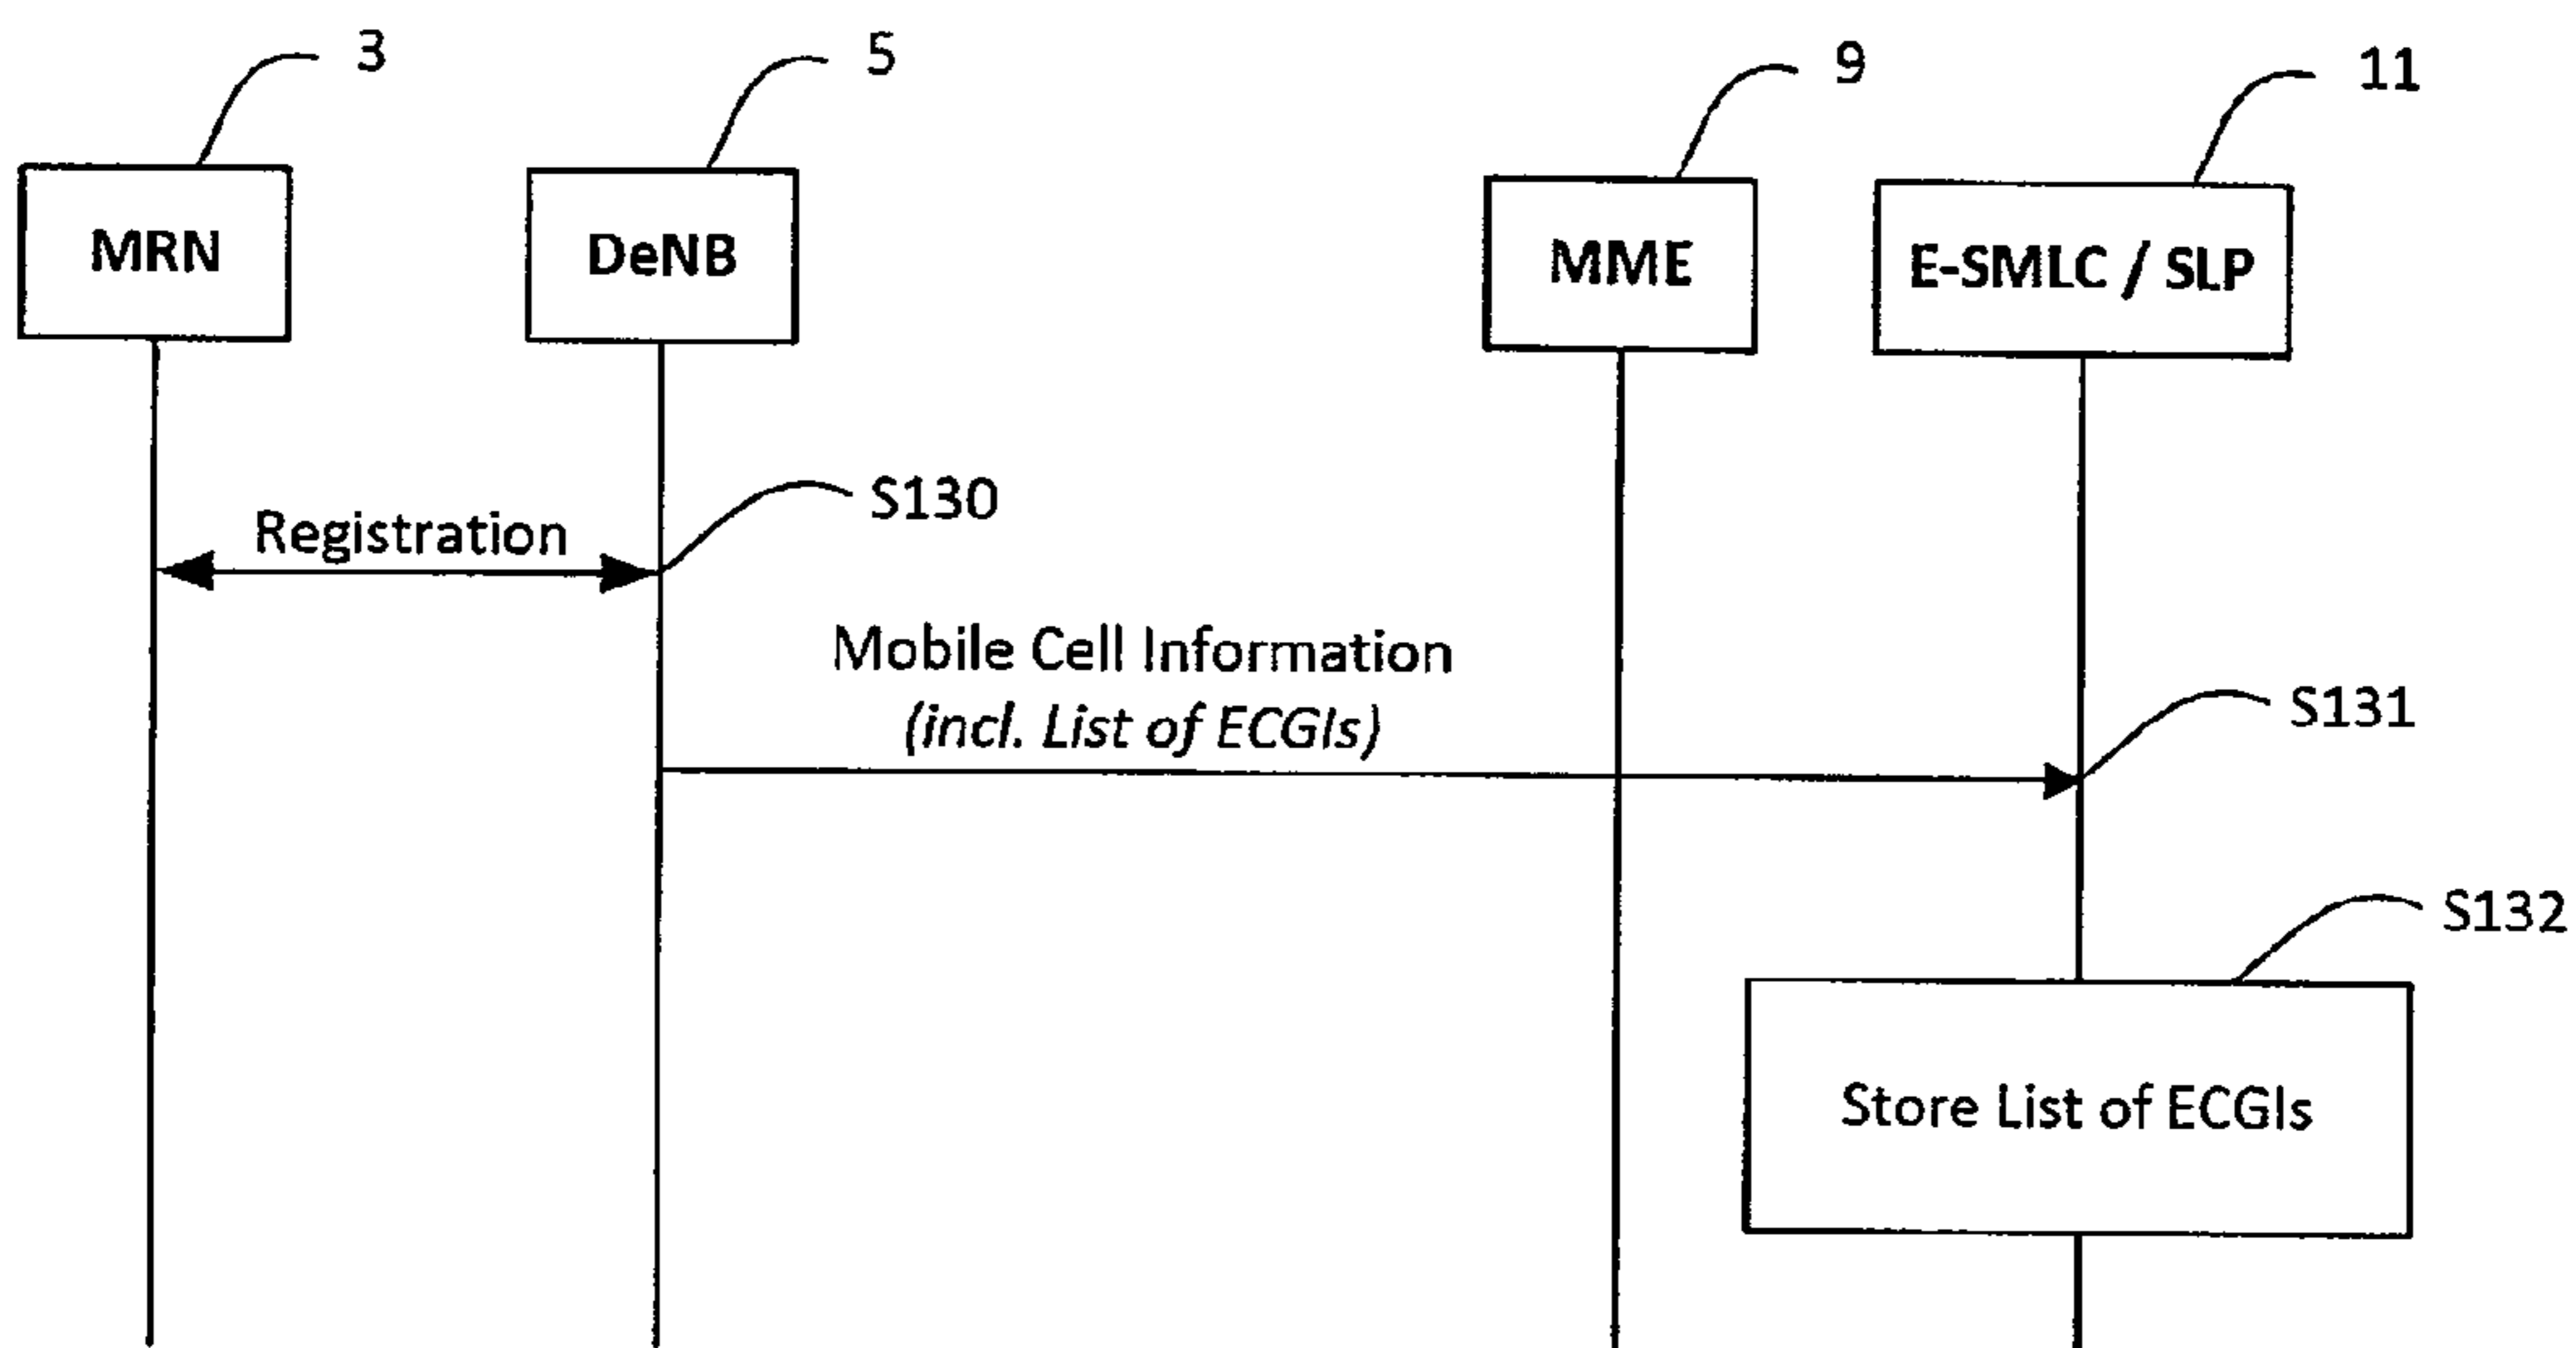 3
5
9
11
MRN
DeNB
MME
E-SMLC / SLP
S130
Registration
Mobile Cell Information
(incl. List of ECGIs)
S131
S132
Store List of ECGIs